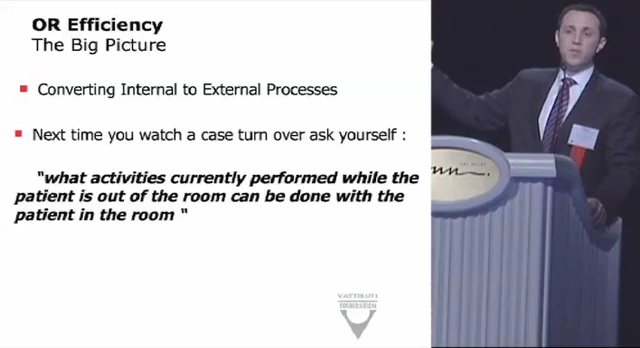 OR Efficiency
The Big Picture
Converting Internal to External Processes
Next time you watch a case turn over ask yourself :
"what activities currently performed while the
patient is out of the room can be done with the
patient in the room "
VATTIKUTI
FOUNDATION